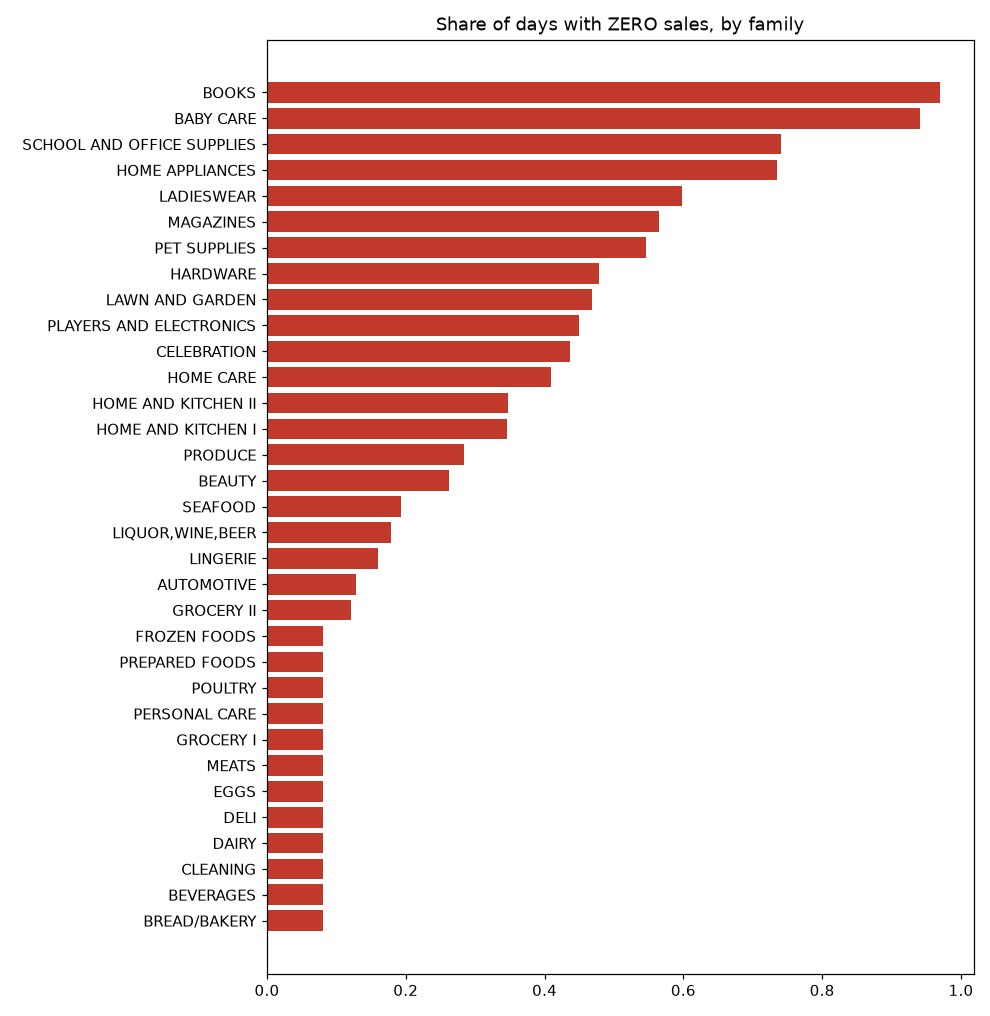 Share of days with ZERO sales, by family
BOOKS
BABY CARE
SCHOOL AND OFFICE SUPPLIES
HOME APPLIANCES
LADIESWEAR
MAGAZINES
PET SUPPLIES
HARDWARE
LAWN AND GARDEN
PLAYERS AND ELECTRONICS
CELEBRATION
HOME CARE
HOME AND KITCHEN II
HOME AND KITCHEN I
PRODUCE
BEAUTY
SEAFOOD
LIQUOR,WINE,BEER
LINGERIE
AUTOMOTIVE
GROCERY II
FROZEN FOODS
PREPARED FOODS
POULTRY
PERSONAL CARE
GROCERY I
MEATS
EGGS
DELI
DAIRY
CLEANING
BEVERAGES
BREAD/BAKERY
0.0 0.2 0.4 0.6 0.8 1.0